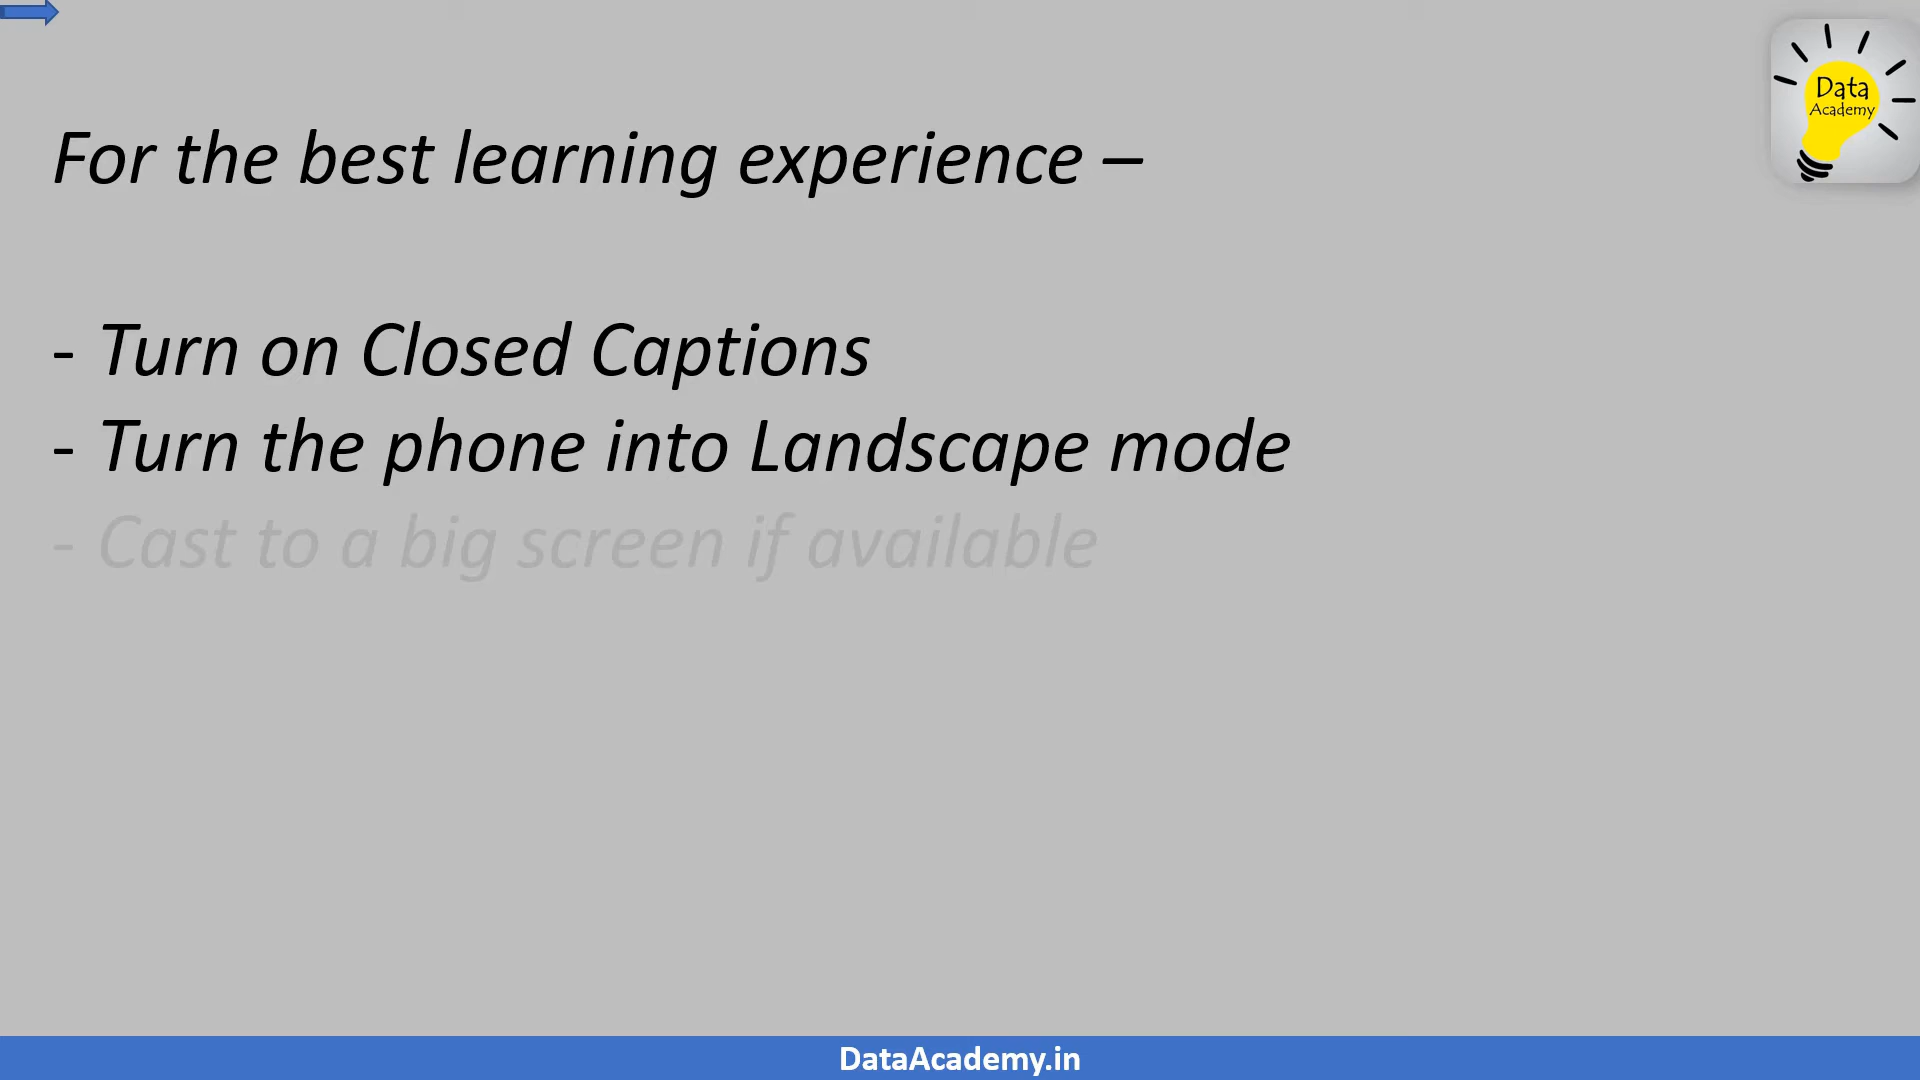 Data
Academy
For the best learning experience –
- Turn on Closed Captions
- Turn the phone into Landscape mode
- Cast to a big screen if available
DataAcademy.in